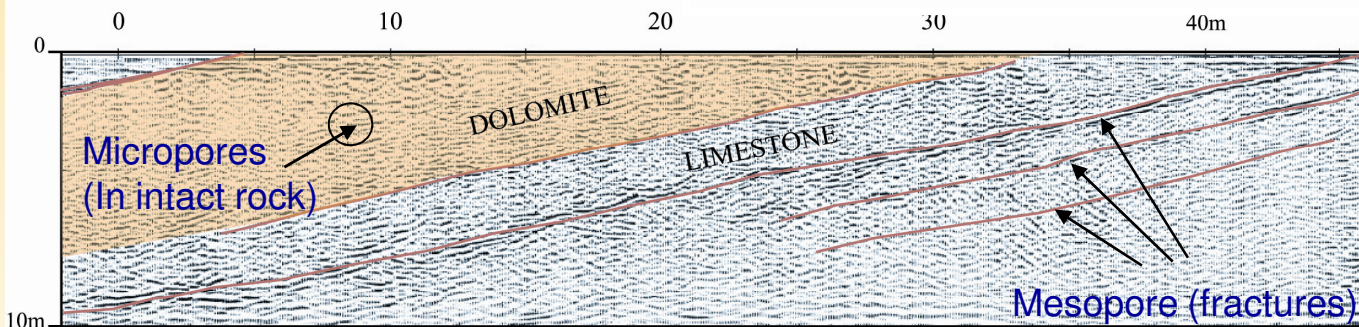 0 10 20 30 40m
0
DOLOMITE
Micropores
(In intact rock)
LIMESTONE
Mesopore (fractures)
10m